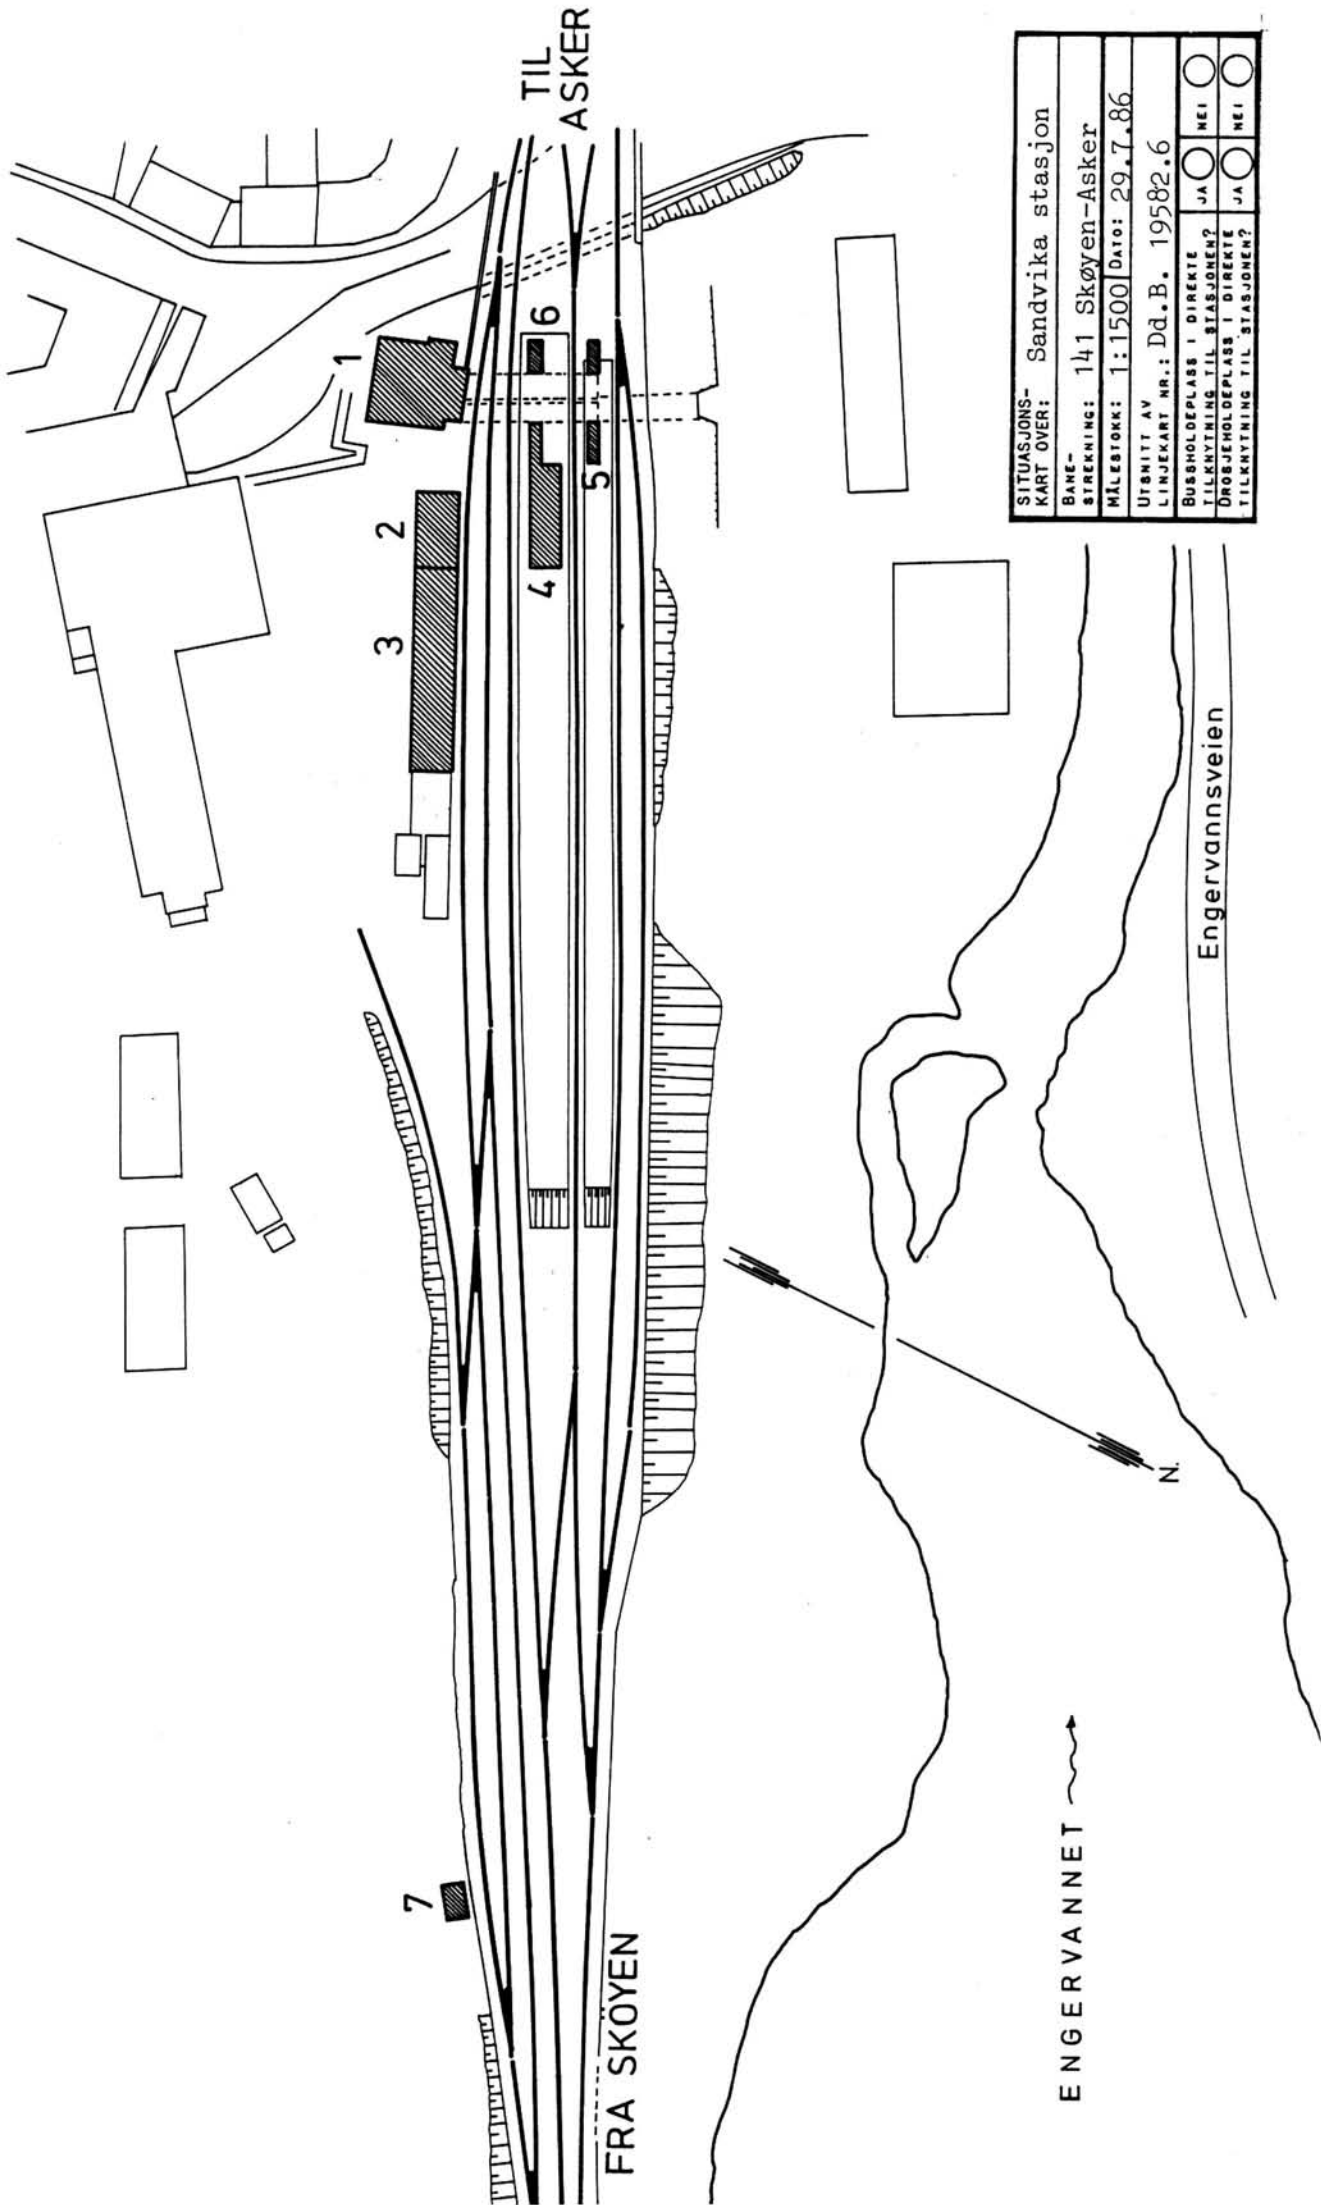 TIL
ASKER
1
2
3
4
5
6
7
FRA SKÖYEN
ENGERVANNET
N.
Engervannsveien
SITUASJONS-
KART OVER: Sandvika stasjon
BANE-
STREKNING: 141 Skøyen-Asker
MÅLESTOKK: 1:1500 DATO: 29.7.86
UTSNITT AV
LINJEKART NR.: Dd.B. 19582.6
BUSSHOLDEPLASS I DIREKTE
TILKNYTNING TIL STASJONEN? JA NEI
DROSJEHOLDEPLASS I DIREKTE
TILKNYTNING TIL STASJONEN? JA NEI